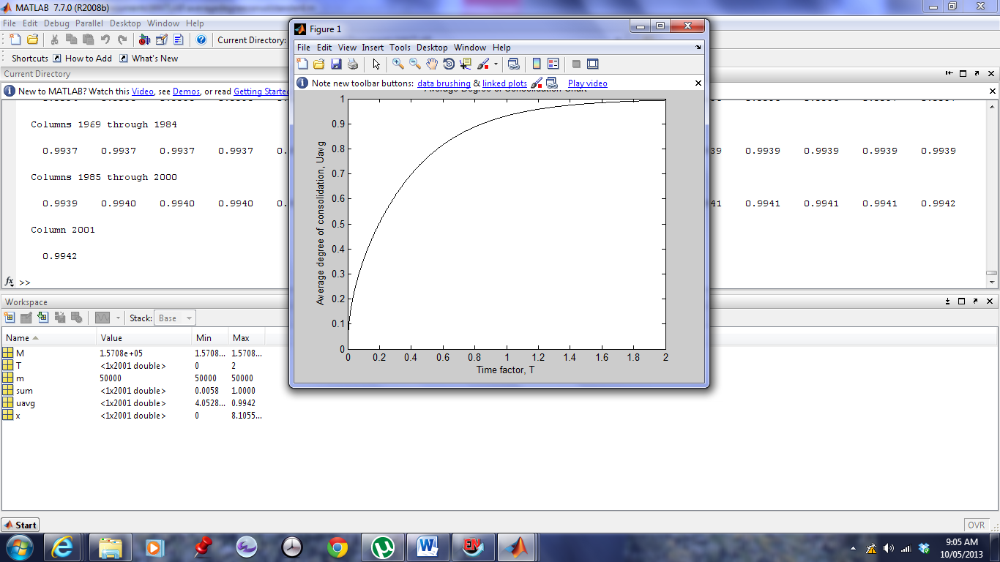 MATLAB 7.7.0 (R2008b)
File Edit Debug Parallel Desktop Window Help
Current Directory:
Shortcuts How to Add What's New
Current Directory
New to MATLAB? Watch this Video, see Demos, or read Getting Started
Columns 1969 through 1984
0.9937 0.9937 0.9937 0.9937 0.9939 0.9939 0.9939 0.9939
Columns 1985 through 2000
0.9939 0.9940 0.9940 0.9940 0.9941 0.9941 0.9941 0.9942
Column 2001
0.9942
fx >>
Figure 1
File Edit View Insert Tools Desktop Window Help
Note new toolbar buttons: data brushing & linked plots Play video
Average Degree of Consolidation Chart
1
0.9
0.8
0.7
0.6
0.5
0.4
0.3
0.2
0.1
0
Average degree of consolidation, Uavg
0 0.2 0.4 0.6 0.8 1 1.2 1.4 1.6 1.8 2
Time factor, T
Workspace
Stack: Base
Name Value Min Max
M 1.5708e+05 1.5708... 1.5708...
T <1x2001 double> 0 2
m 50000 50000 50000
sum <1x2001 double> 0.0058 1.0000
uavg <1x2001 double> 4.0528... 0.9942
x <1x2001 double> 0 8.1055...
Start
OVR
9:05 AM
10/05/2013